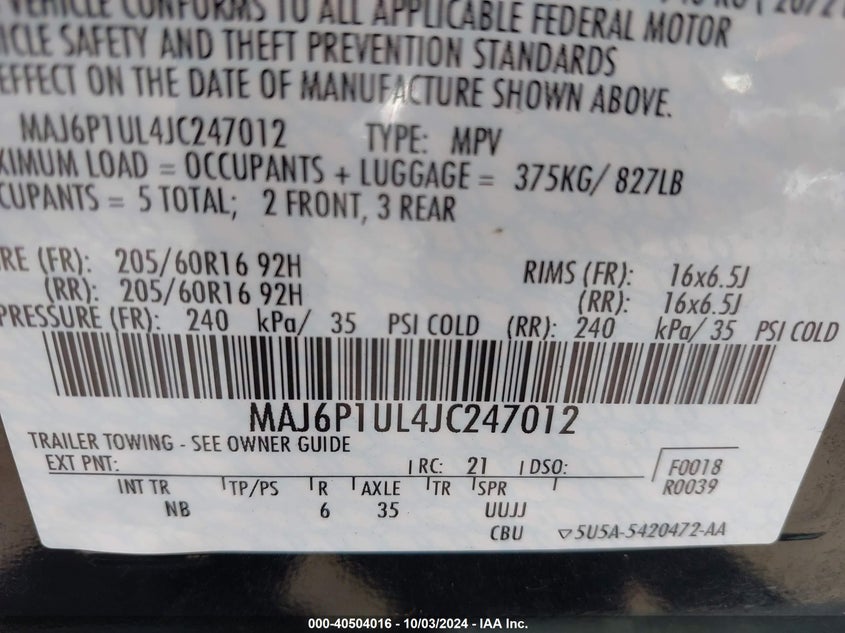 VEHICLE CONFORMS TO ALL APPLICABLE FEDERAL MOTOR
ICLE SAFETY AND THEFT PREVENTION STANDARDS
EFFECT ON THE DATE OF MANUFACTURE SHOWN ABOVE.
MAJ6P1UL4JC247012 TYPE: MPV
XIMUM LOAD = OCCUPANTS + LUGGAGE = 375KG/ 827LB
CUPANTS = 5 TOTAL; 2 FRONT, 3 REAR
RE (FR): 205/60R16 92H RIMS (FR): 16x6.5J
(RR): 205/60R16 92H (RR): 16x6.5J
PRESSURE (FR): 240 kPa/ 35 PSI COLD (RR): 240 kPa/ 35 PSI COLD
MAJ6P1UL4JC247012
TRAILER TOWING - SEE OWNER GUIDE
EXT PNT: RC: 21 DSO: F0018
INT TR TP/PS R AXLE TR SPR R0039
NB 6 35 UUJJ
CBU ▽5U5A-5420472-AA
000-40504016 - 10/03/2024 - IAA Inc.